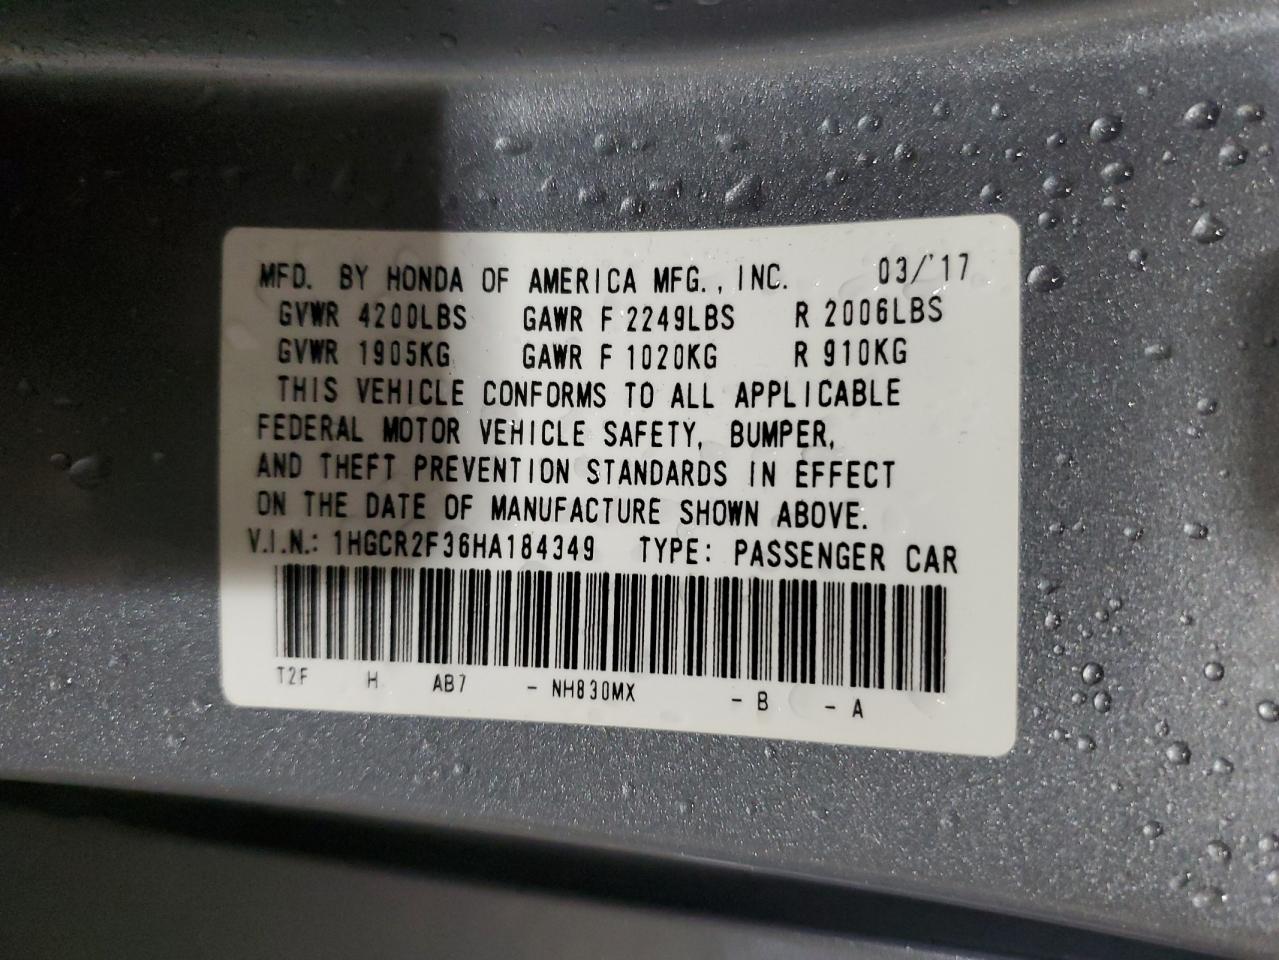 MFD. BY HONDA OF AMERICA MFG., INC. 03/'17
GVWR 4200LBS GAWR F 2249LBS R 2006LBS
GVWR 1905KG GAWR F 1020KG R 910KG
THIS VEHICLE CONFORMS TO ALL APPLICABLE
FEDERAL MOTOR VEHICLE SAFETY, BUMPER,
AND THEFT PREVENTION STANDARDS IN EFFECT
ON THE DATE OF MANUFACTURE SHOWN ABOVE.
V.I.N.: 1HGCR2F36HA184349 TYPE: PASSENGER CAR
T2F H AB7 - NH830MX - B - A